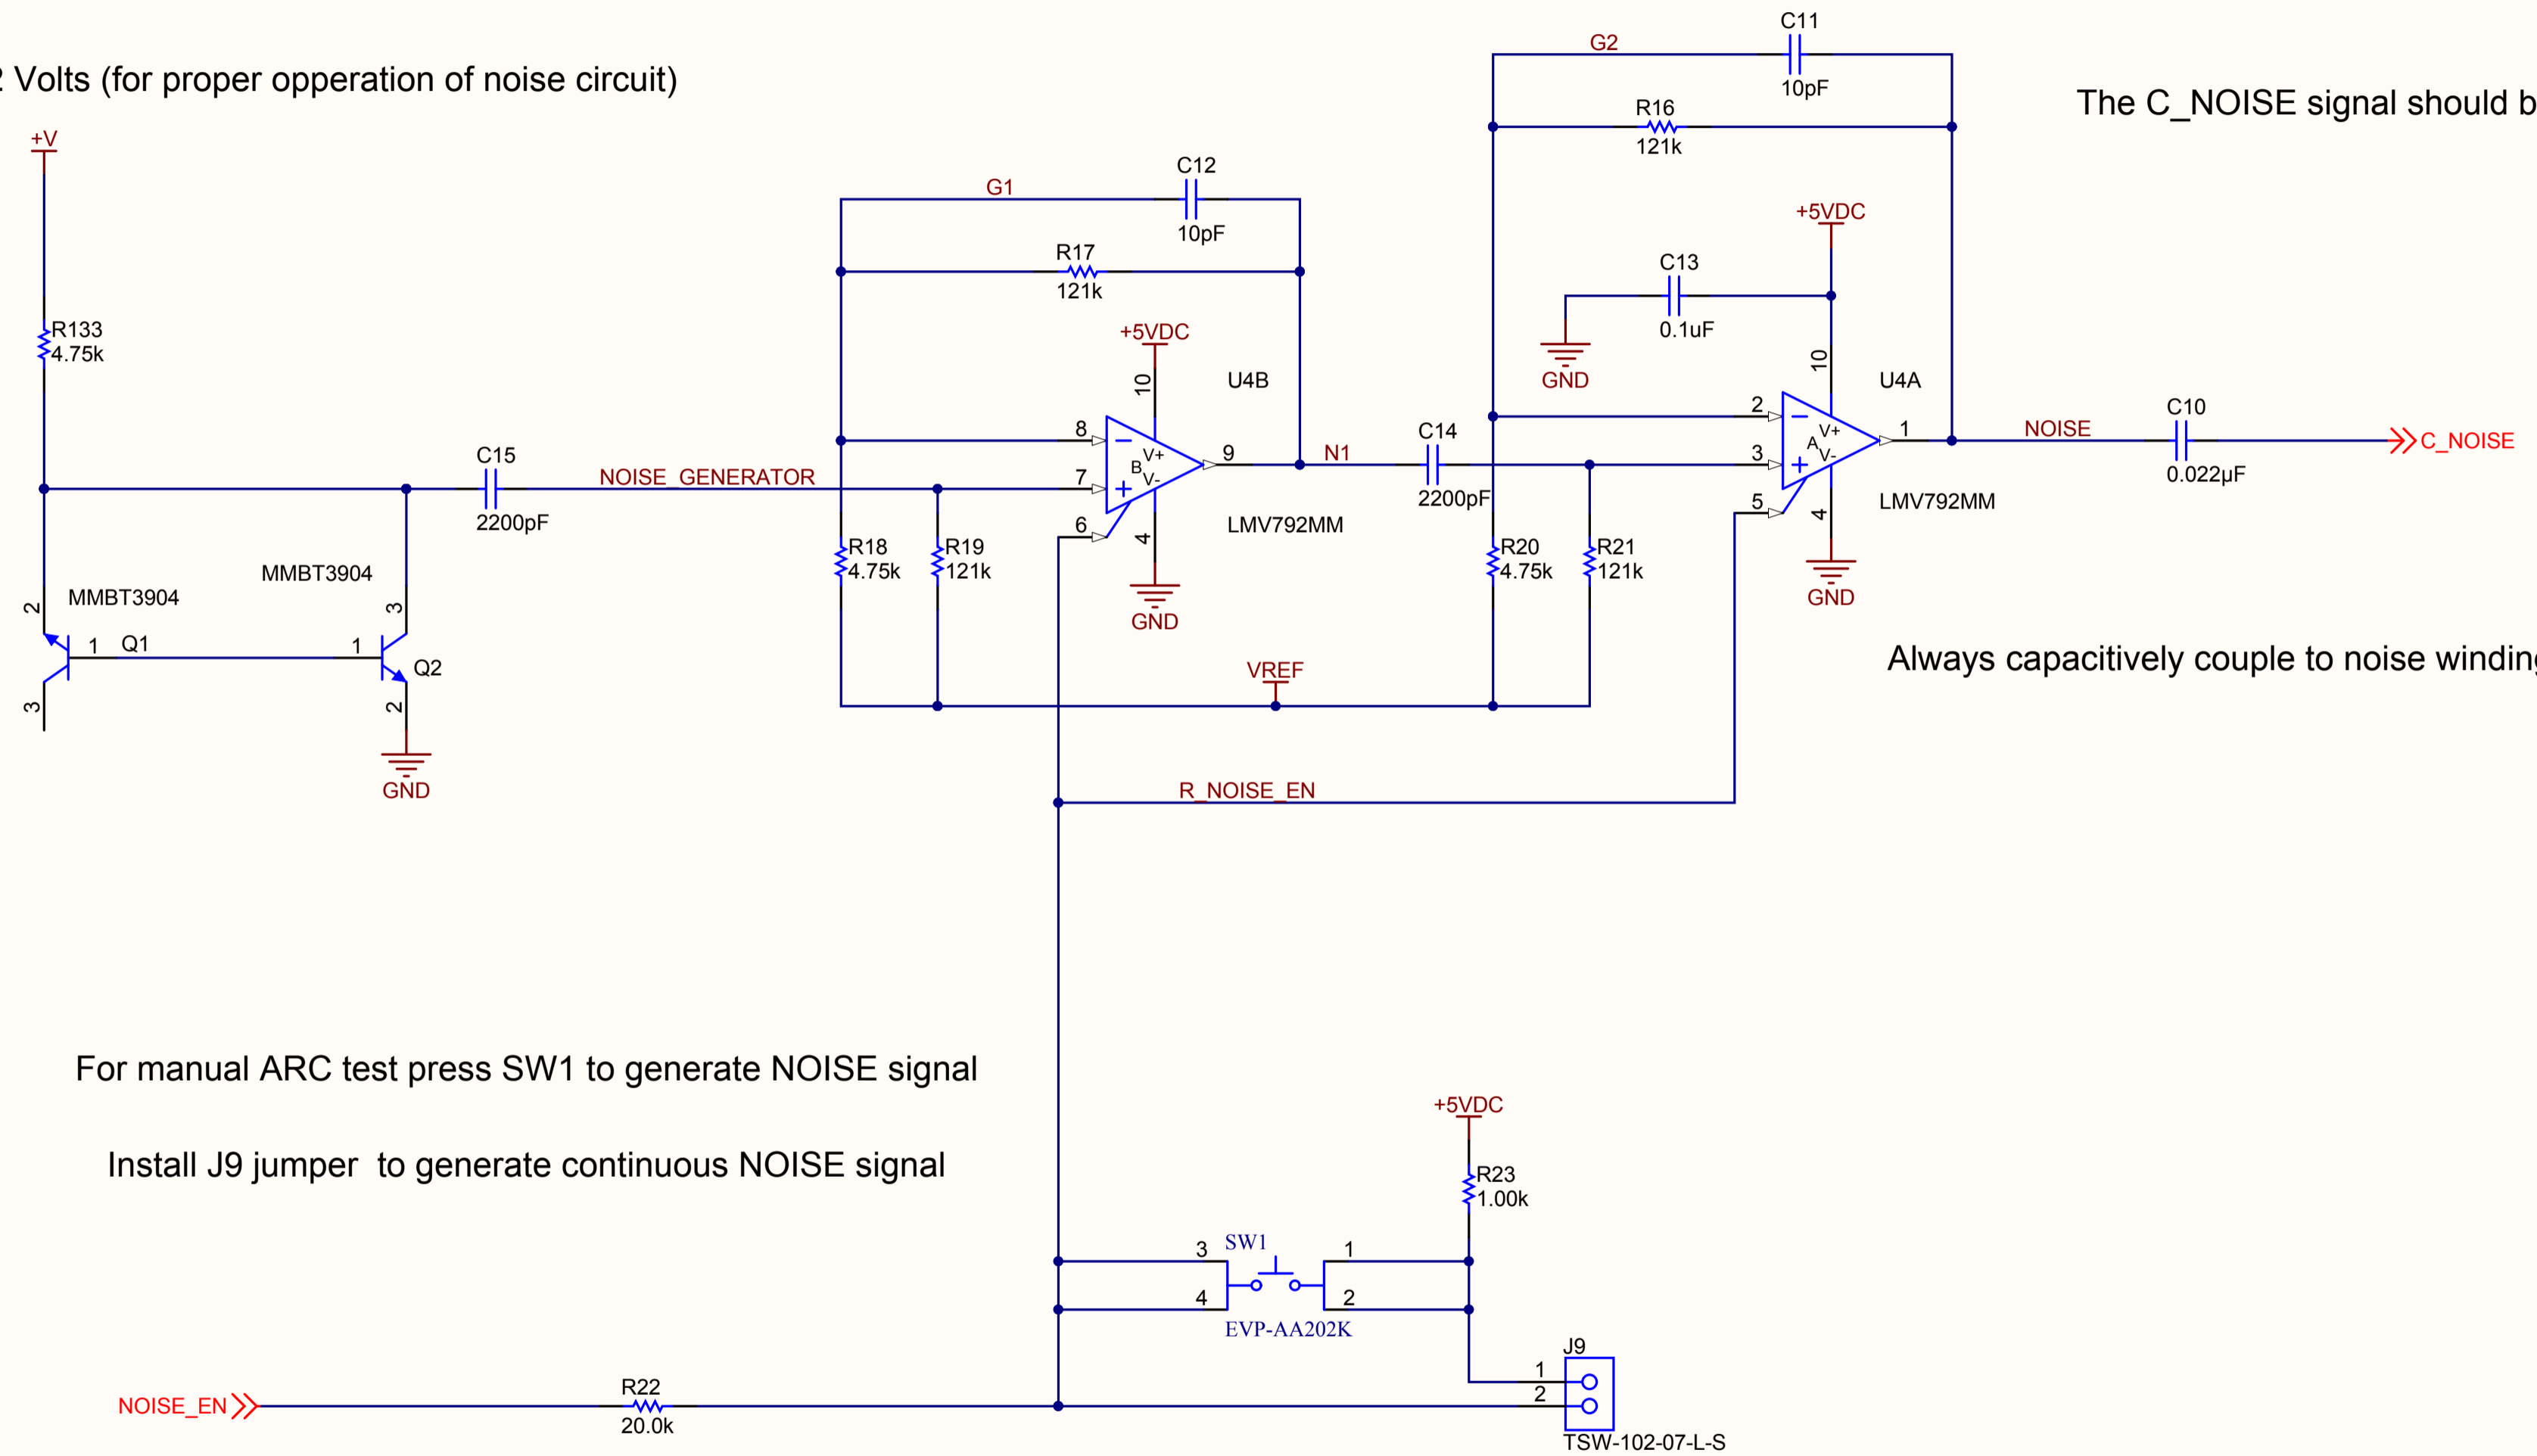 C11
G2
10pF
2 Volts (for proper opperation of noise circuit)
The C_NOISE signal should b
R16
121k
+V
C12
G1
10pF
+5VDC
R17
121k
C13
0.1uF
GND
R133
4.75k
+5VDC
10
U4B
10
U4A
C15
NOISE_GENERATOR
2200pF
8
7
6
B
V+
V-
9
N1
4
LMV792MM
GND
C14
2200pF
2
3
5
A
V+
V-
1
4
LMV792MM
GND
NOISE
C10
0.022µF
C_NOISE
R18
4.75k
R19
121k
R20
4.75k
R21
121k
MMBT3904
MMBT3904
2
3
1
Q1
1
Q2
3
2
GND
VREF
Always capacitively couple to noise winding
R_NOISE_EN
For manual ARC test press SW1 to generate NOISE signal
Install J9 jumper  to generate continuous NOISE signal
+5VDC
R23
1.00k
3
SW1
1
4
2
EVP-AA202K
J9
1
2
TSW-102-07-L-S
NOISE_EN
R22
20.0k